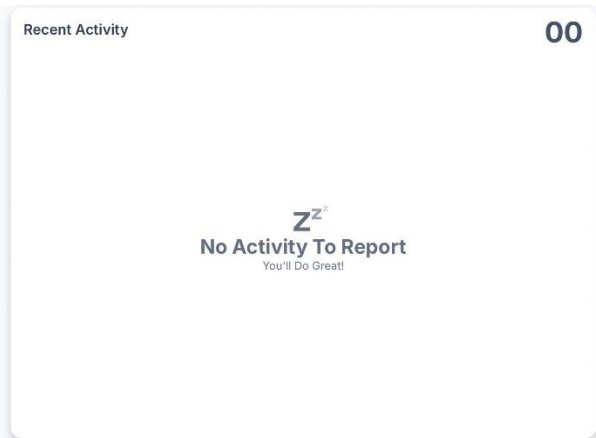 Recent Activity
00
zzz
No Activity To Report
You'll Do Great!